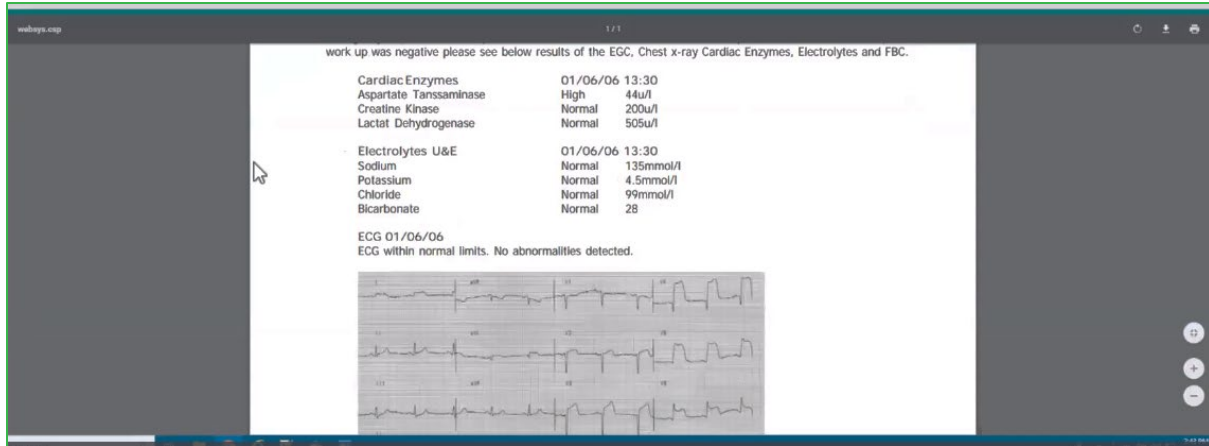 websys.csp
1 / 1
work up was negative please see below results of the EGC, Chest x-ray Cardiac Enzymes, Electrolytes and FBC.
Cardiac Enzymes 01/06/06 13:30
Aspartate Tanssaminase High 44u/l
Creatine Kinase Normal 200u/l
Lactat Dehydrogenase Normal 505u/l
Electrolytes U&E 01/06/06 13:30
Sodium Normal 135mmol/l
Potassium Normal 4.5mmol/l
Chloride Normal 99mmol/l
Bicarbonate Normal 28
ECG 01/06/06
ECG within normal limits. No abnormalities detected.